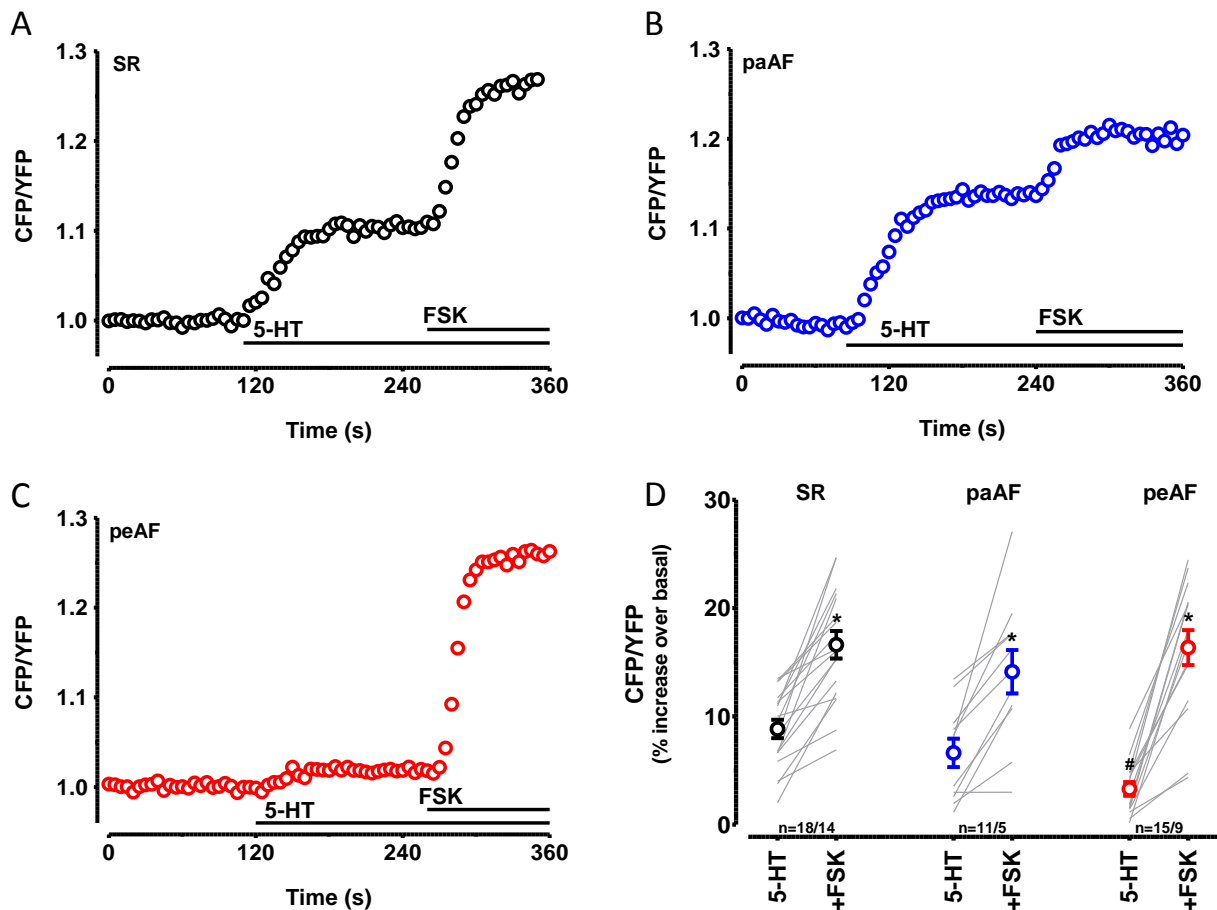 A
SR
1.3
1.2
1.1
1.0
CFP/YFP
5-HT
FSK
0 120 240 360
Time (s)
B
paAF
1.3
1.2
1.1
1.0
CFP/YFP
5-HT
FSK
0 120 240 360
Time (s)
C
peAF
1.3
1.2
1.1
1.0
CFP/YFP
5-HT
FSK
0 120 240 360
Time (s)
D
SR paAF peAF
30
20
10
0
CFP/YFP
(% increase over basal)
* * *
#
n=18/14 n=11/5 n=15/9
5-HT +FSK 5-HT +FSK 5-HT +FSK